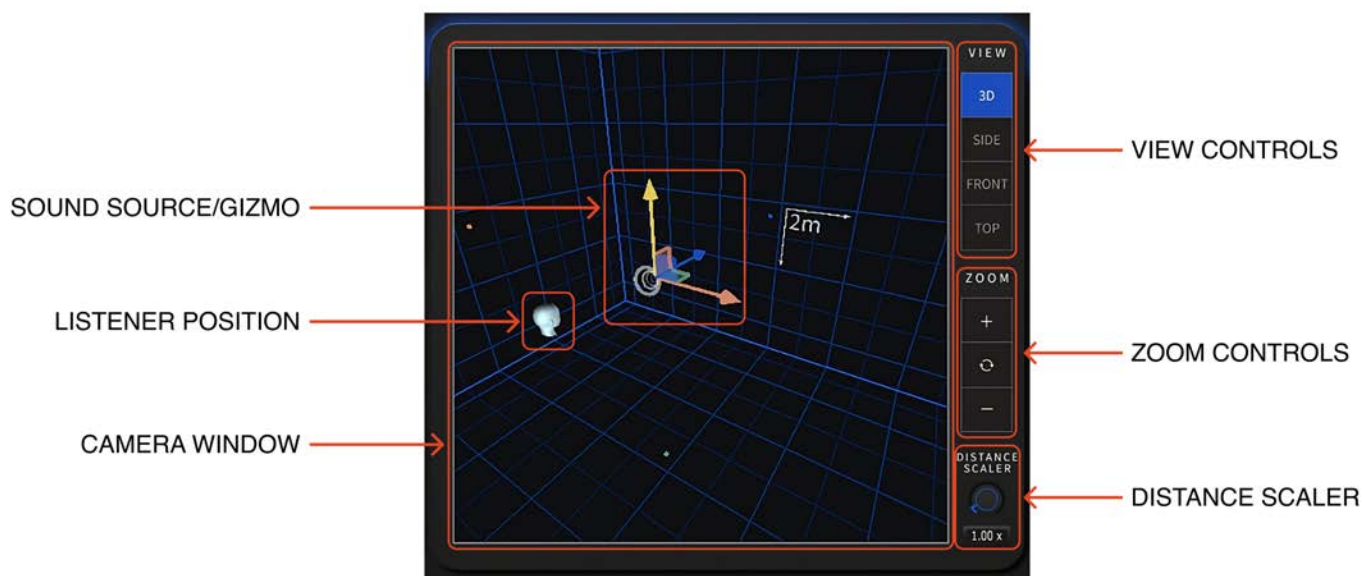 VIEW
3D
SIDE
FRONT
TOP
ZOOM
+
−
DISTANCE
SCALER
1.00 x
2m
SOUND SOURCE/GIZMO
LISTENER POSITION
CAMERA WINDOW
VIEW CONTROLS
ZOOM CONTROLS
DISTANCE SCALER